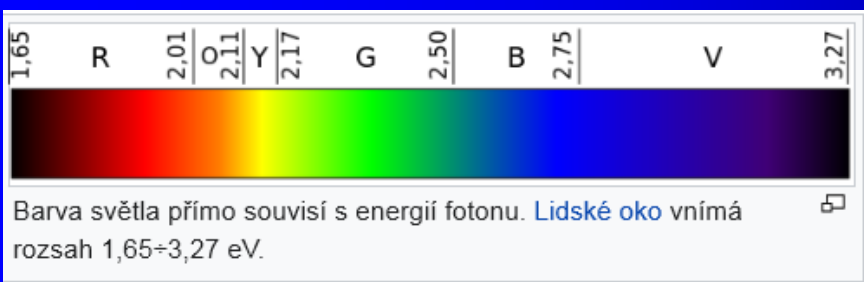 1,65 R 2,01 O 2,11 Y 2,17 G 2,50 B 2,75 V 3,27
Barva světla přímo souvisí s energií fotonu. Lidské oko vnímá
rozsah 1,65÷3,27 eV.